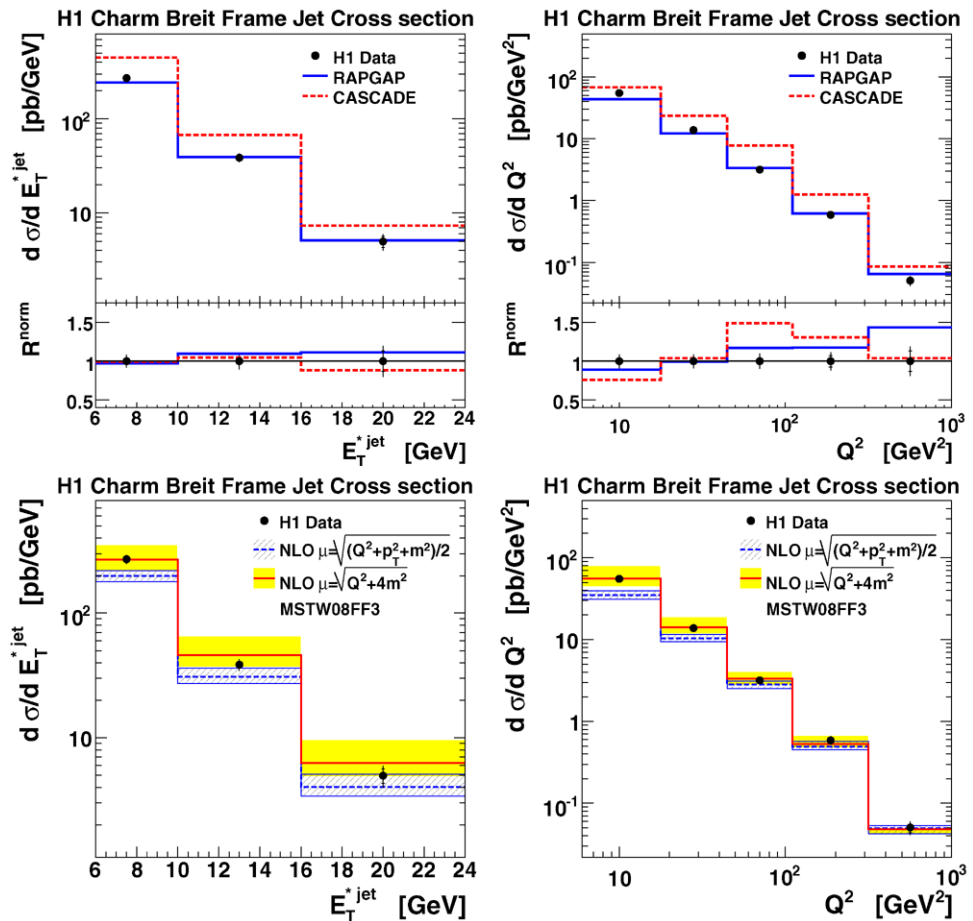 H1 Charm Breit Frame Jet Cross section
d σ/d E_T^* jet [pb/GeV]
10²
10
H1 Data
RAPGAP
CASCADE
R^norm
1.5
1
0.5
6 8 10 12 14 16 18 20 22 24
E_T^* jet [GeV]
H1 Charm Breit Frame Jet Cross section
d σ/d Q² [pb/GeV²]
10²
10
1
10⁻¹
H1 Data
RAPGAP
CASCADE
R^norm
1.5
1
0.5
10 10² 10³
Q² [GeV²]
H1 Charm Breit Frame Jet Cross section
d σ/d E_T^* jet [pb/GeV]
10²
10
H1 Data
NLO μ=√(Q²+p_T²+m²)/2
NLO μ=√Q²+4m²
MSTW08FF3
6 8 10 12 14 16 18 20 22 24
E_T^* jet [GeV]
H1 Charm Breit Frame Jet Cross section
d σ/d Q² [pb/GeV²]
10²
10
1
10⁻¹
H1 Data
NLO μ=√(Q²+p_T²+m²)/2
NLO μ=√Q²+4m²
MSTW08FF3
10 10² 10³
Q² [GeV²]